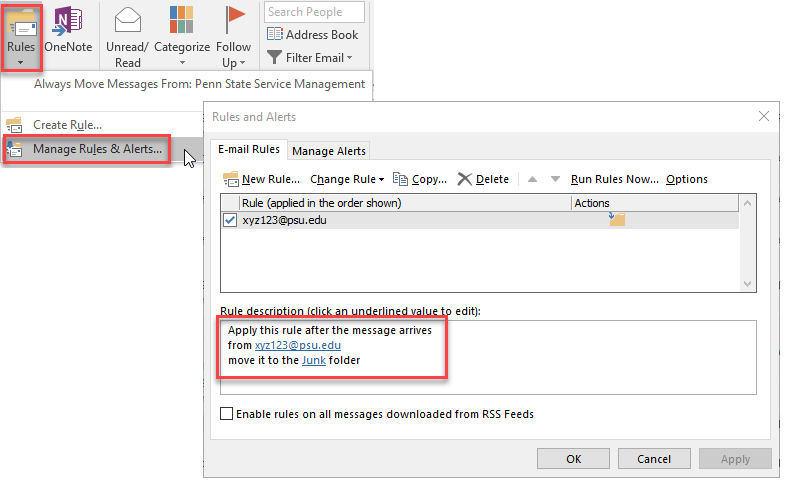 Search People
Rules OneNote Unread/ Read Categorize Follow Up Address Book
Filter Email
Always Move Messages From: Penn State Service Management
Create Rule...
Manage Rules & Alerts...
Rules and Alerts
E-mail Rules Manage Alerts
New Rule... Change Rule Copy... Delete Run Rules Now... Options
Rule (applied in the order shown) Actions
xyz123@psu.edu
Rule description (click an underlined value to edit):
Apply this rule after the message arrives
from xyz123@psu.edu
move it to the Junk folder
Enable rules on all messages downloaded from RSS Feeds
OK Cancel Apply